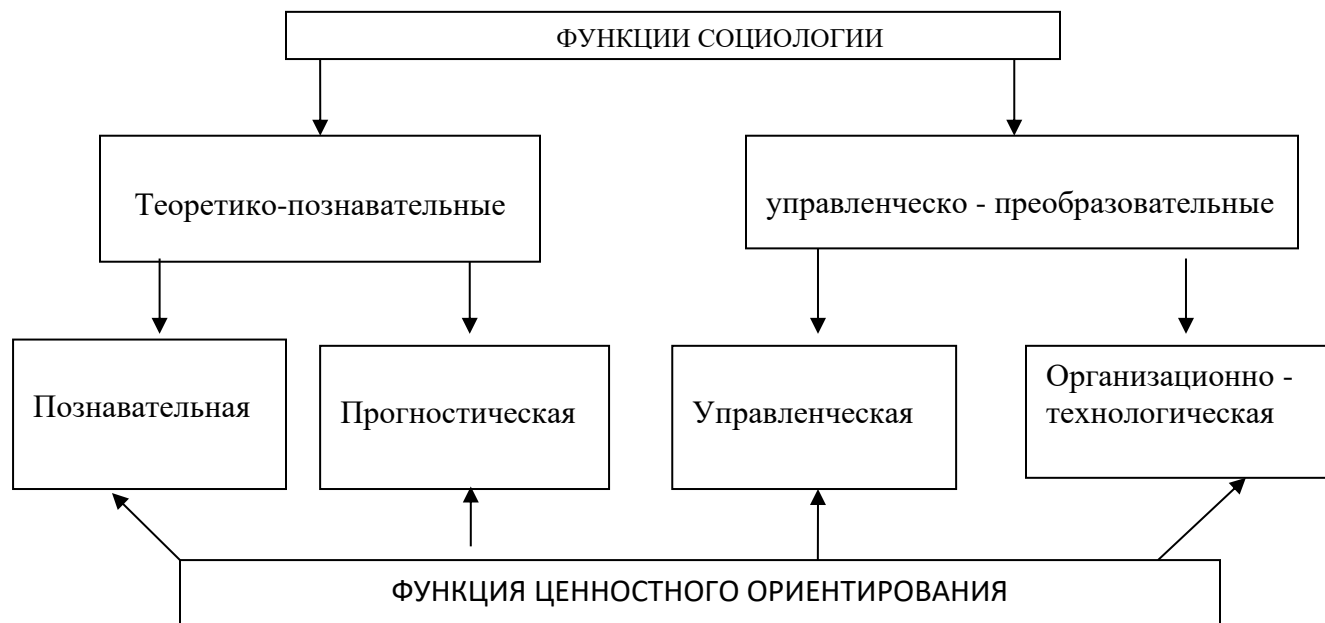 ФУНКЦИИ СОЦИОЛОГИИ
Теоретико-познавательные
управленческо - преобразовательные
Познавательная
Прогностическая
Управленческая
Организационно -
технологическая
ФУНКЦИЯ ЦЕННОСТНОГО ОРИЕНТИРОВАНИЯ